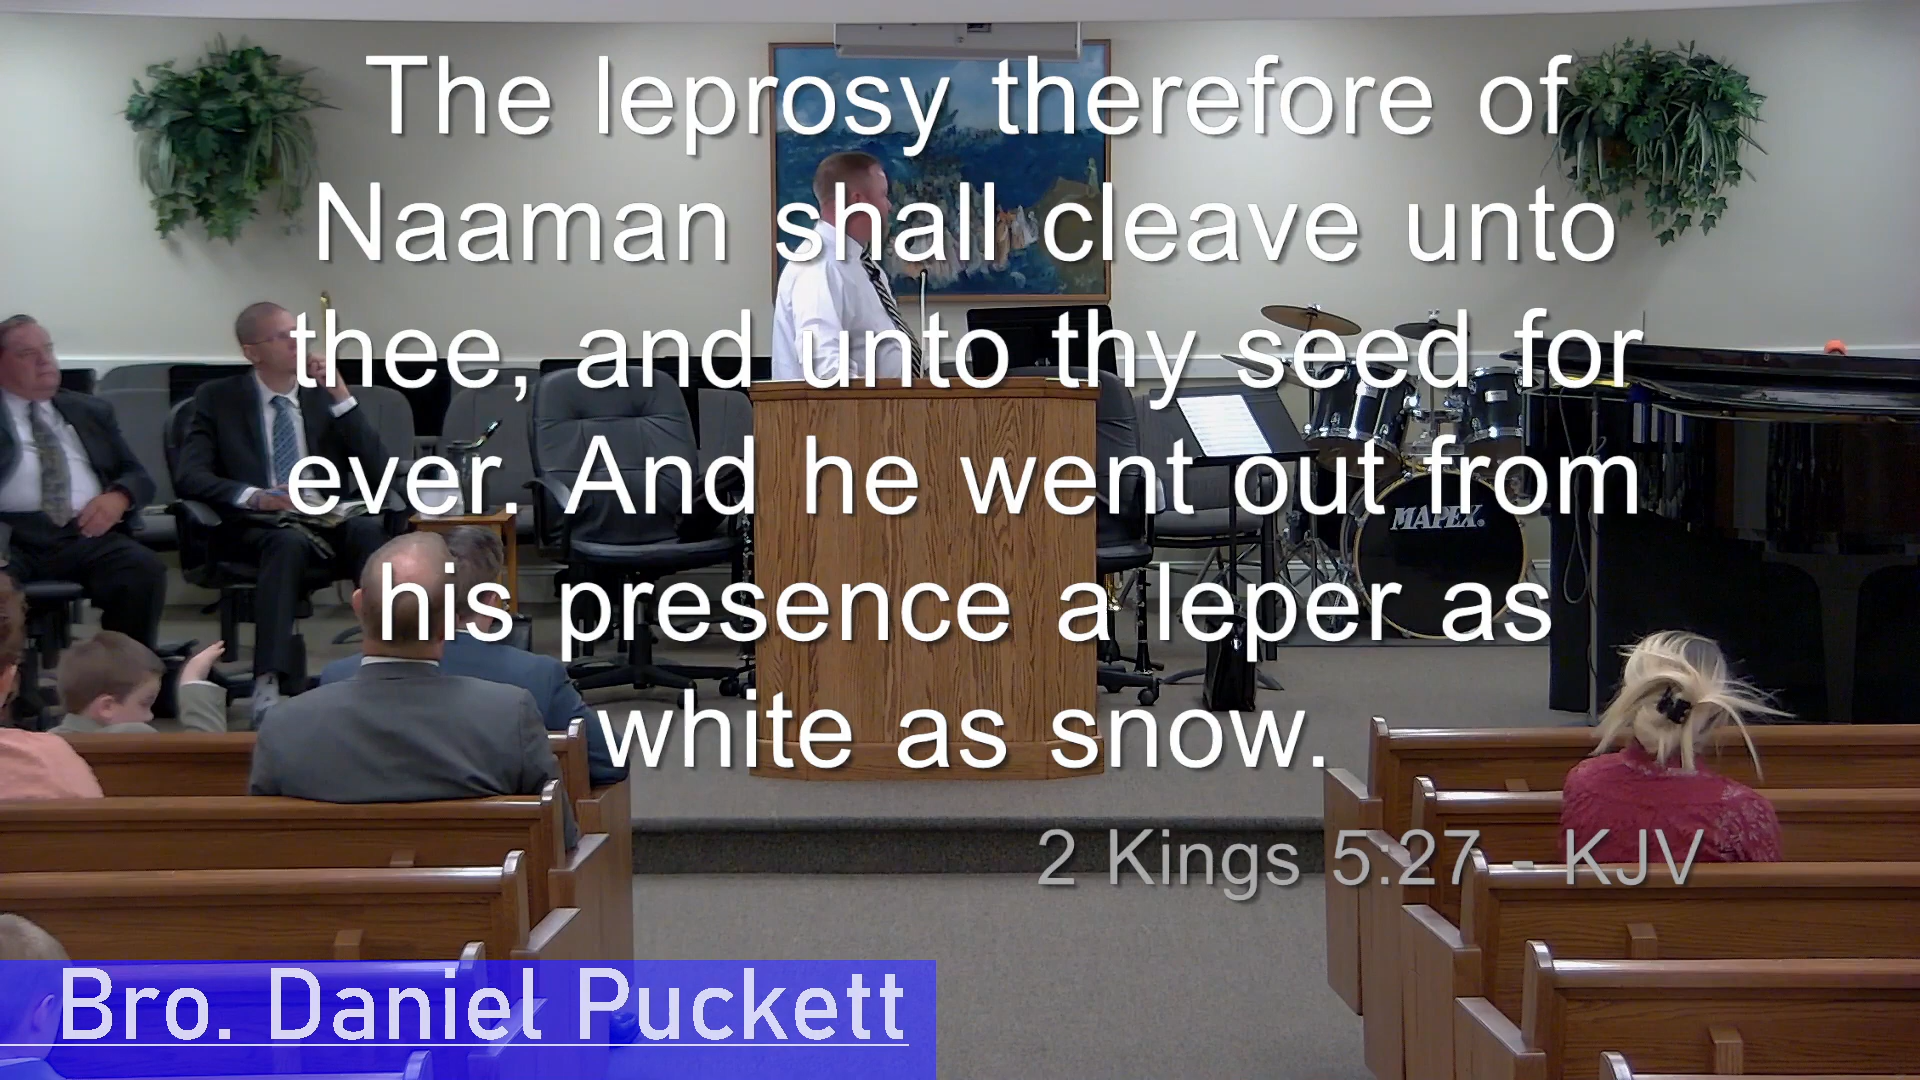 The leprosy therefore of
Naaman shall cleave unto
thee, and unto thy seed for
ever. And he went out from
his presence a leper as
white as snow.
2 Kings 5:27 - KJV
MAPEX
Bro. Daniel Puckett